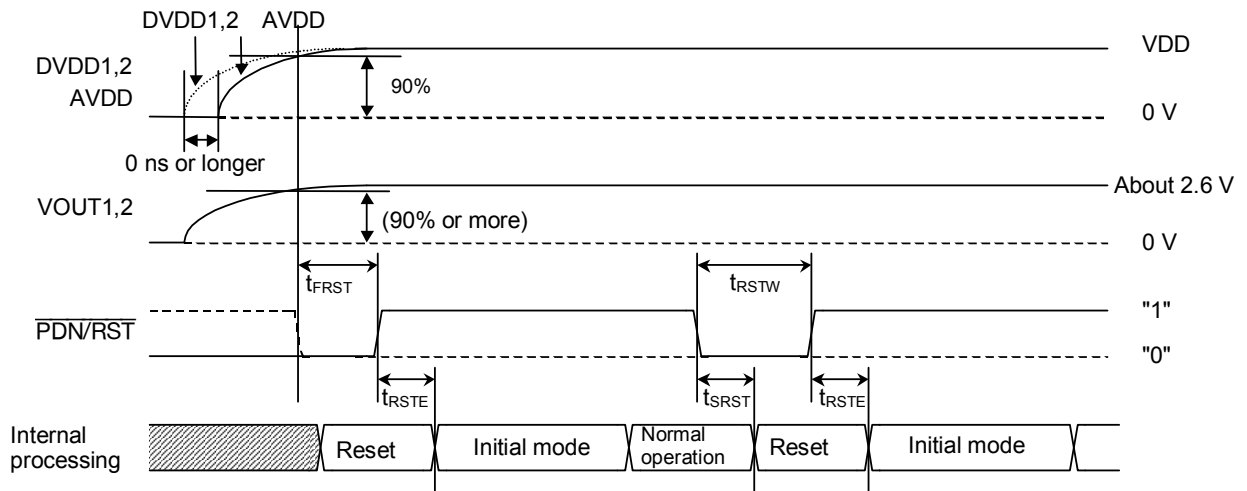 DVDD1,2 AVDD
VDD
DVDD1,2
AVDD
90%
0 V
0 ns or longer
About 2.6 V
VOUT1,2
(90% or more)
0 V
tFRST
tRSTW
"1"
PDN/RST
"0"
tRSTE
tSRST
tRSTE
Internal
processing
Reset
Initial mode
Normal
operation
Reset
Initial mode